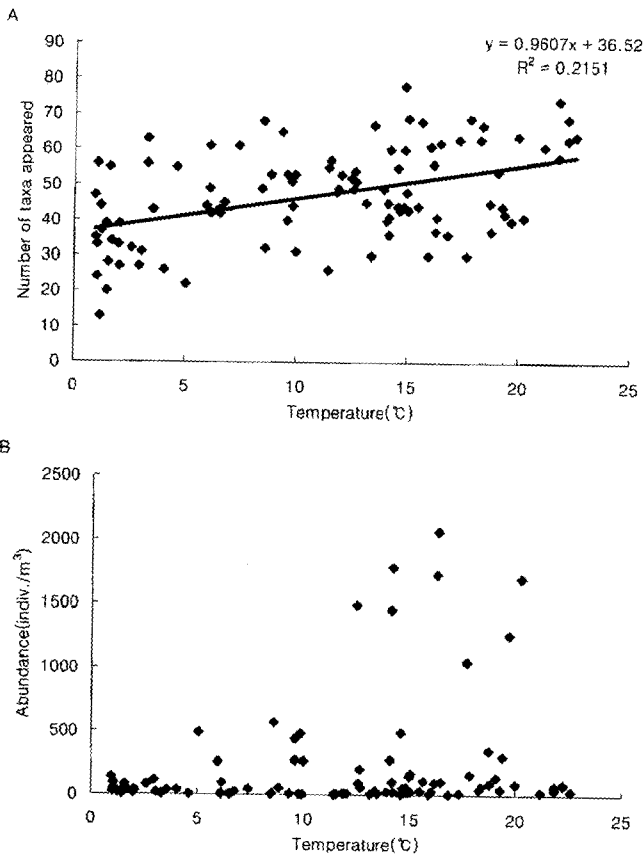 A
y = 0.9607x + 36.52
R² = 0.2151
90
80
70
60
50
40
30
20
10
0
Number of taxa appeared
0 5 10 15 20 25
Temperature(℃)
B
2500
2000
1500
1000
500
0
Abundance(indiv./m³)
0 5 10 15 20 25
Temperature(℃)